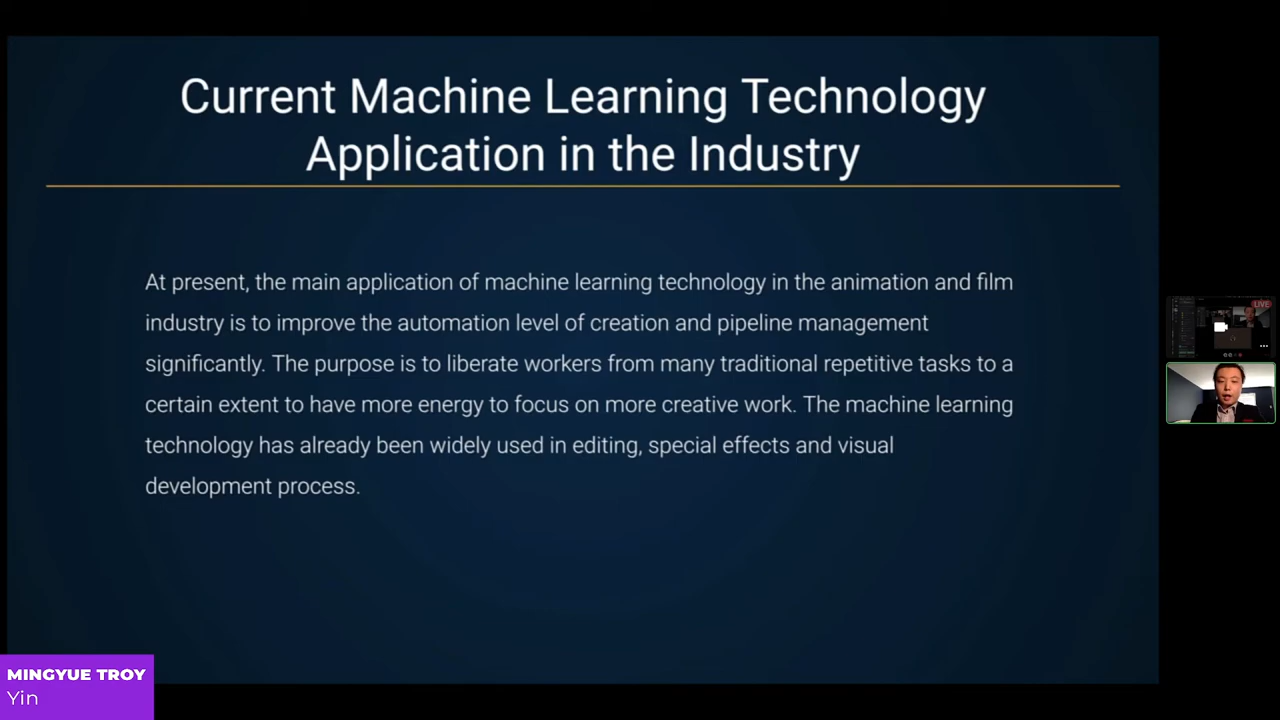 Current Machine Learning Technology
Application in the Industry
At present, the main application of machine learning technology in the animation and film
industry is to improve the automation level of creation and pipeline management
significantly. The purpose is to liberate workers from many traditional repetitive tasks to a
certain extent to have more energy to focus on more creative work. The machine learning
technology has already been widely used in editing, special effects and visual
development process.
LIVE
MINGYUE TROY
Yin